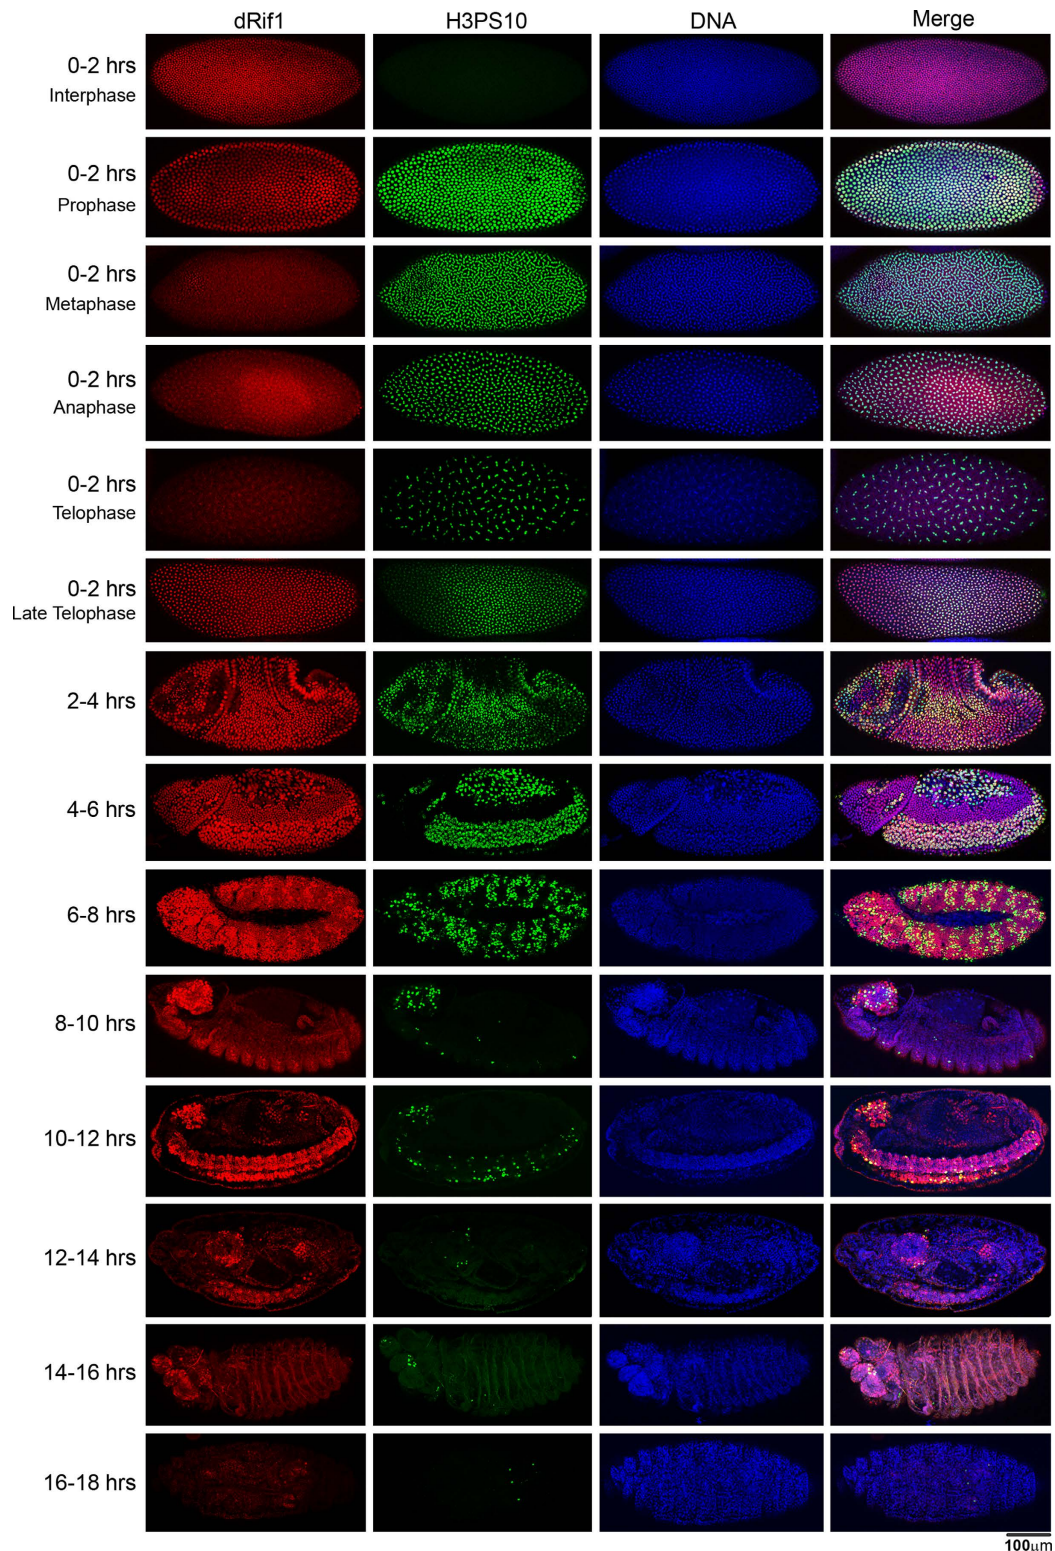 dRif1 H3PS10 DNA Merge
0-2 hrs
Interphase
0-2 hrs
Prophase
0-2 hrs
Metaphase
0-2 hrs
Anaphase
0-2 hrs
Telophase
0-2 hrs
Late Telophase
2-4 hrs
4-6 hrs
6-8 hrs
8-10 hrs
10-12 hrs
12-14 hrs
14-16 hrs
16-18 hrs
100μm